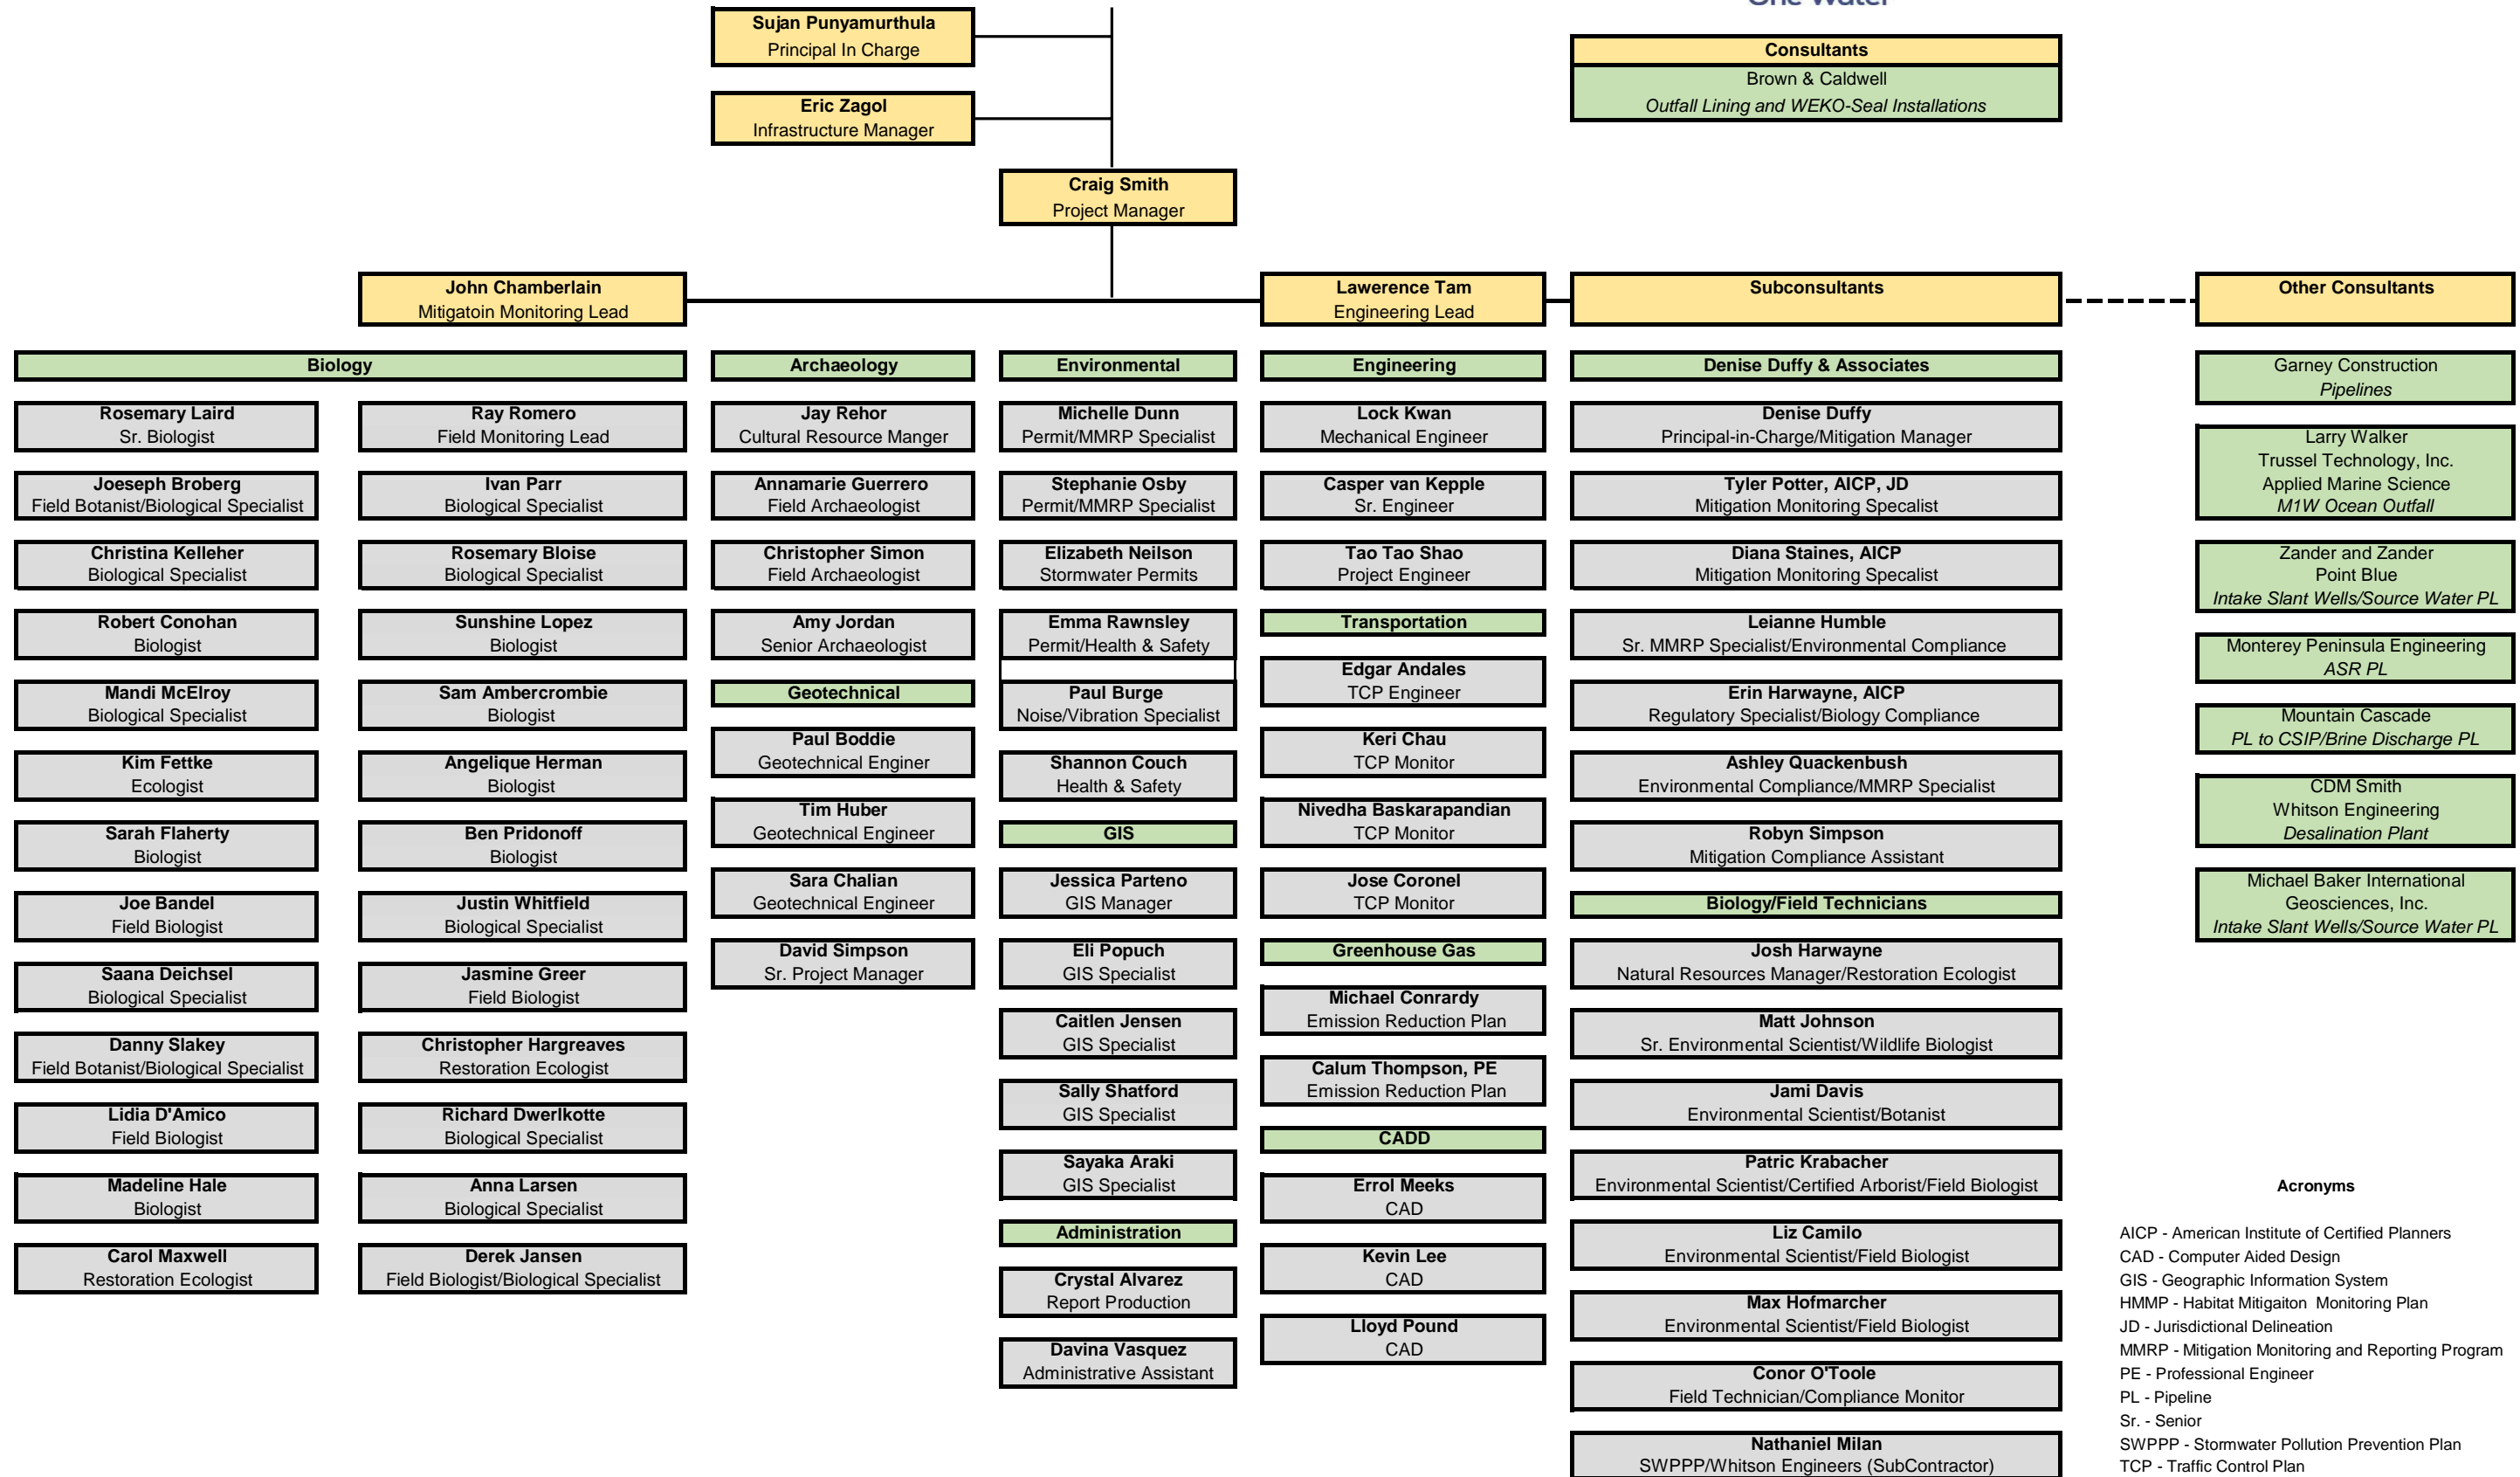 One Water
Sujan Punyamurthula
Principal In Charge
Consultants
Brown & Caldwell
Outfall Lining and WEKO-Seal Installations
Eric Zagol
Infrastructure Manager
Craig Smith
Project Manager
John Chamberlain
Mitigatoin Monitoring Lead
Lawerence Tam
Engineering Lead
Subconsultants
Other Consultants
Biology
Rosemary Laird
Sr. Biologist
Joeseph Broberg
Field Botanist/Biological Specialist
Christina Kelleher
Biological Specialist
Robert Conohan
Biologist
Mandi McElroy
Biological Specialist
Kim Fettke
Ecologist
Sarah Flaherty
Biologist
Joe Bandel
Field Biologist
Saana Deichsel
Biological Specialist
Danny Slakey
Field Botanist/Biological Specialist
Lidia D'Amico
Field Biologist
Madeline Hale
Biologist
Carol Maxwell
Restoration Ecologist
Ray Romero
Field Monitoring Lead
Ivan Parr
Biological Specialist
Rosemary Bloise
Biological Specialist
Sunshine Lopez
Biologist
Sam Ambercrombie
Biologist
Angelique Herman
Biologist
Ben Pridonoff
Biologist
Justin Whitfield
Biological Specialist
Jasmine Greer
Field Biologist
Christopher Hargreaves
Restoration Ecologist
Richard Dwerlkotte
Biological Specialist
Anna Larsen
Biological Specialist
Derek Jansen
Field Biologist/Biological Specialist
Archaeology
Jay Rehor
Cultural Resource Manger
Annamarie Guerrero
Field Archaeologist
Christopher Simon
Field Archaeologist
Amy Jordan
Senior Archaeologist
Geotechnical
Paul Boddie
Geotechnical Enginer
Tim Huber
Geotechnical Engineer
Sara Chalian
Geotechnical Engineer
David Simpson
Sr. Project Manager
Environmental
Michelle Dunn
Permit/MMRP Specialist
Stephanie Osby
Permit/MMRP Specialist
Elizabeth Neilson
Stormwater Permits
Emma Rawnsley
Permit/Health & Safety
Paul Burge
Noise/Vibration Specialist
Shannon Couch
Health & Safety
GIS
Jessica Parteno
GIS Manager
Eli Popuch
GIS Specialist
Caitlen Jensen
GIS Specialist
Sally Shatford
GIS Specialist
Sayaka Araki
GIS Specialist
Administration
Crystal Alvarez
Report Production
Davina Vasquez
Administrative Assistant
Engineering
Lock Kwan
Mechanical Engineer
Casper van Kepple
Sr. Engineer
Tao Tao Shao
Project Engineer
Transportation
Edgar Andales
TCP Engineer
Keri Chau
TCP Monitor
Nivedha Baskarapandian
TCP Monitor
Jose Coronel
TCP Monitor
Greenhouse Gas
Michael Conrardy
Emission Reduction Plan
Calum Thompson, PE
Emission Reduction Plan
CADD
Errol Meeks
CAD
Kevin Lee
CAD
Lloyd Pound
CAD
Denise Duffy & Associates
Denise Duffy
Principal-in-Charge/Mitigation Manager
Tyler Potter, AICP, JD
Mitigation Monitoring Specalist
Diana Staines, AICP
Mitigation Monitoring Specalist
Leianne Humble
Sr. MMRP Specialist/Environmental Compliance
Erin Harwayne, AICP
Regulatory Specialist/Biology Compliance
Ashley Quackenbush
Environmental Compliance/MMRP Specialist
Robyn Simpson
Mitigation Compliance Assistant
Biology/Field Technicians
Josh Harwayne
Natural Resources Manager/Restoration Ecologist
Matt Johnson
Sr. Environmental Scientist/Wildlife Biologist
Jami Davis
Environmental Scientist/Botanist
Patric Krabacher
Environmental Scientist/Certified Arborist/Field Biologist
Liz Camilo
Environmental Scientist/Field Biologist
Max Hofmarcher
Environmental Scientist/Field Biologist
Conor O'Toole
Field Technician/Compliance Monitor
Nathaniel Milan
SWPPP/Whitson Engineers (SubContractor)
Garney Construction
Pipelines
Larry Walker
Trussel Technology, Inc.
Applied Marine Science
M1W Ocean Outfall
Zander and Zander
Point Blue
Intake Slant Wells/Source Water PL
Monterey Peninsula Engineering
ASR PL
Mountain Cascade
PL to CSIP/Brine Discharge PL
CDM Smith
Whitson Engineering
Desalination Plant
Michael Baker International
Geosciences, Inc.
Intake Slant Wells/Source Water PL
Acronyms
AICP - American Institute of Certified Planners
CAD - Computer Aided Design
GIS - Geographic Information System
HMMP - Habitat Mitigaiton  Monitoring Plan
JD - Jurisdictional Delineation
MMRP - Mitigation Monitoring and Reporting Program
PE - Professional Engineer
PL - Pipeline
Sr. - Senior
SWPPP - Stormwater Pollution Prevention Plan
TCP - Traffic Control Plan